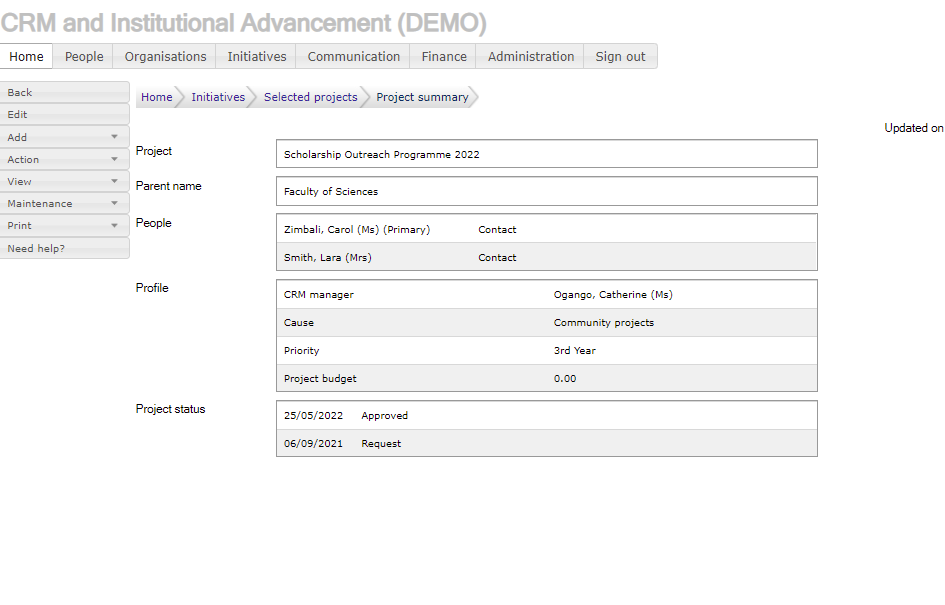 CRM and Institutional Advancement (DEMO)
Home People Organisations Initiatives Communication Finance Administration Sign out
Back
Edit
Add
Action
View
Maintenance
Print
Need help?
Home Initiatives Selected projects Project summary
Updated on
Project Scholarship Outreach Programme 2022
Parent name Faculty of Sciences
People Zimbali, Carol (Ms) (Primary) Contact
Smith, Lara (Mrs) Contact
Profile CRM manager Ogango, Catherine (Ms)
Cause Community projects
Priority 3rd Year
Project budget 0.00
Project status 25/05/2022 Approved
06/09/2021 Request